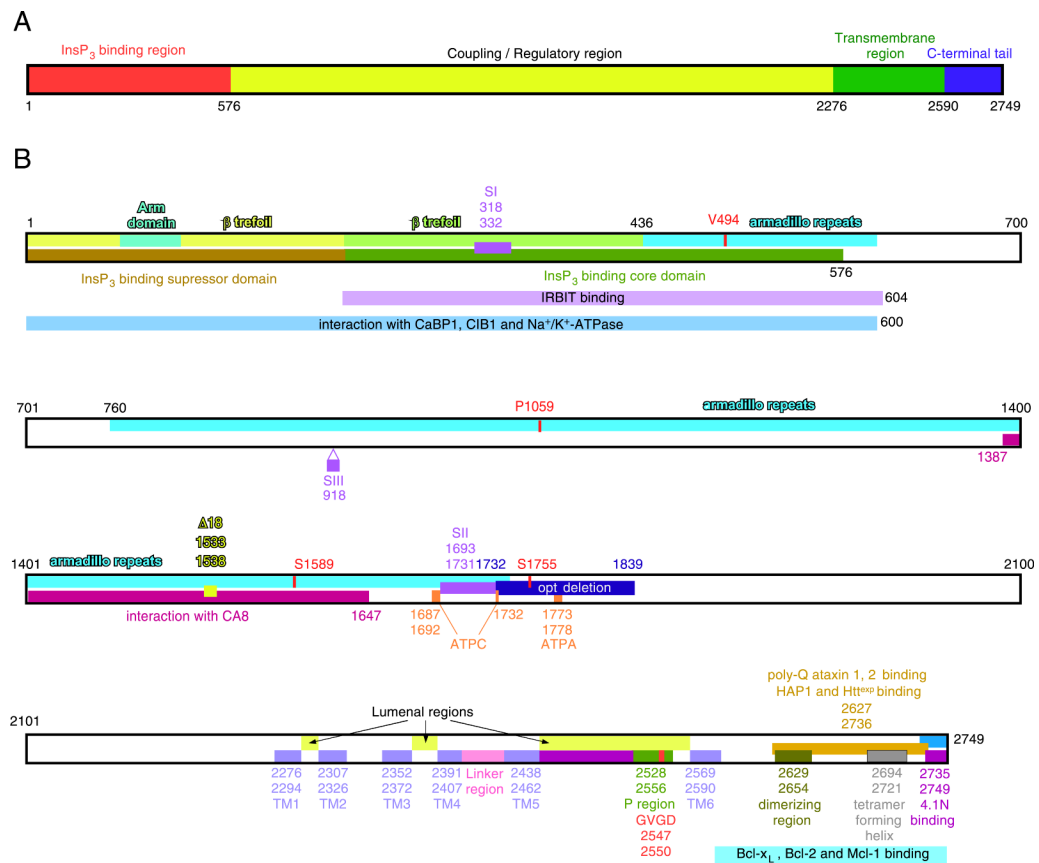 A
InsP3 binding region
Coupling / Regulatory region
Transmembrane
region
C-terminal tail
1
576
2276
2590
2749
B
1
Arm
domain
β trefoil
β trefoil
SI
318
332
436
V494
armadillo repeats
700
InsP3 binding supressor domain
InsP3 binding core domain
576
IRBIT binding
604
interaction with CaBP1, CIB1 and Na+/K+-ATPase
600
701
760
P1059
armadillo repeats
1400
1387
SIII
918
1401
armadillo repeats
Δ18
1533
1538
S1589
SII
1693
1731
1732
S1755
1839
2100
opt deletion
interaction with CA8
1647
1687
1692
ATPC
1732
1773
1778
ATPA
poly-Q ataxin 1, 2 binding
HAP1 and Httexp binding
2627
2736
2101
Lumenal regions
2749
2276
2294
TM1
2307
2326
TM2
2352
2372
TM3
2391
2407
TM4
Linker
region
2438
2462
TM5
2528
2556
P region
GVGD
2547
2550
2569
2590
TM6
2629
2654
dimerizing
region
2694
2721
tetramer
forming
helix
2735
2749
4.1N
binding
Bcl-xL, Bcl-2 and Mcl-1 binding